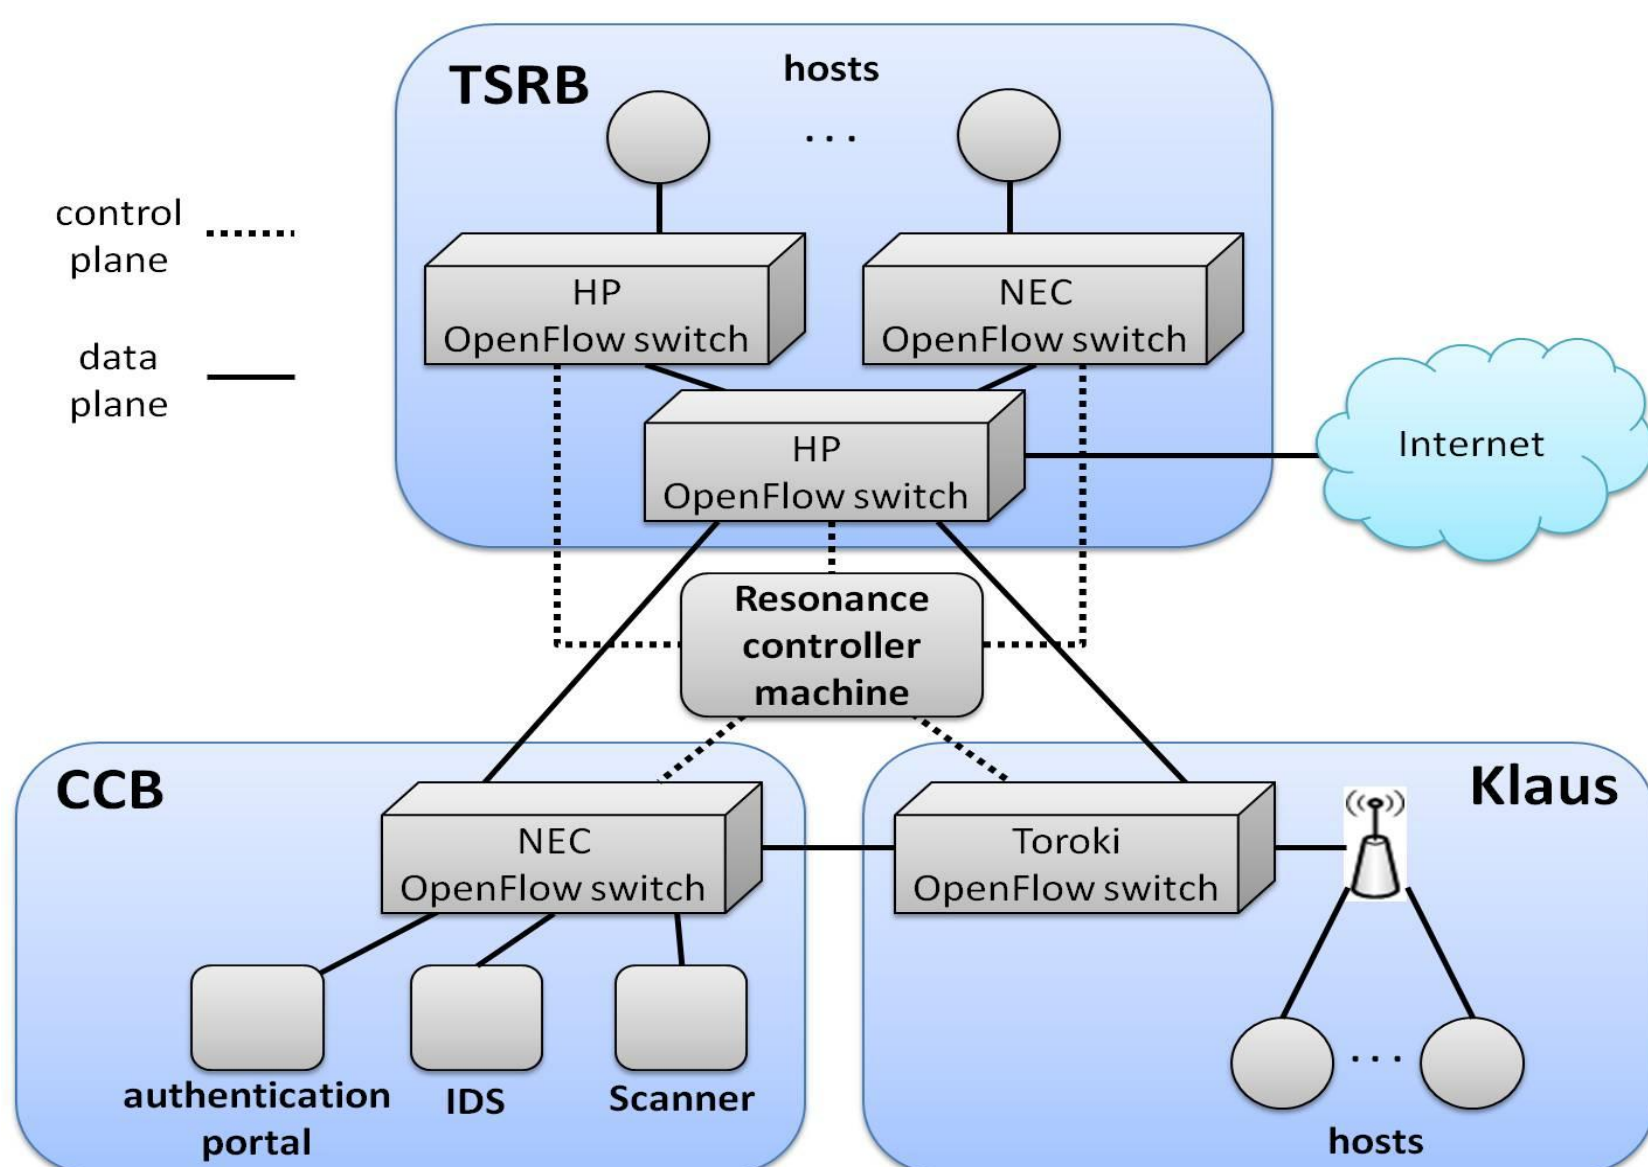 TSRB
hosts
. . .
control
plane
HP
OpenFlow switch
NEC
OpenFlow switch
data
plane
HP
OpenFlow switch
Internet
Resonance
controller
machine
CCB
Klaus
NEC
OpenFlow switch
Toroki
OpenFlow switch
authentication
portal
IDS
Scanner
. . .
hosts